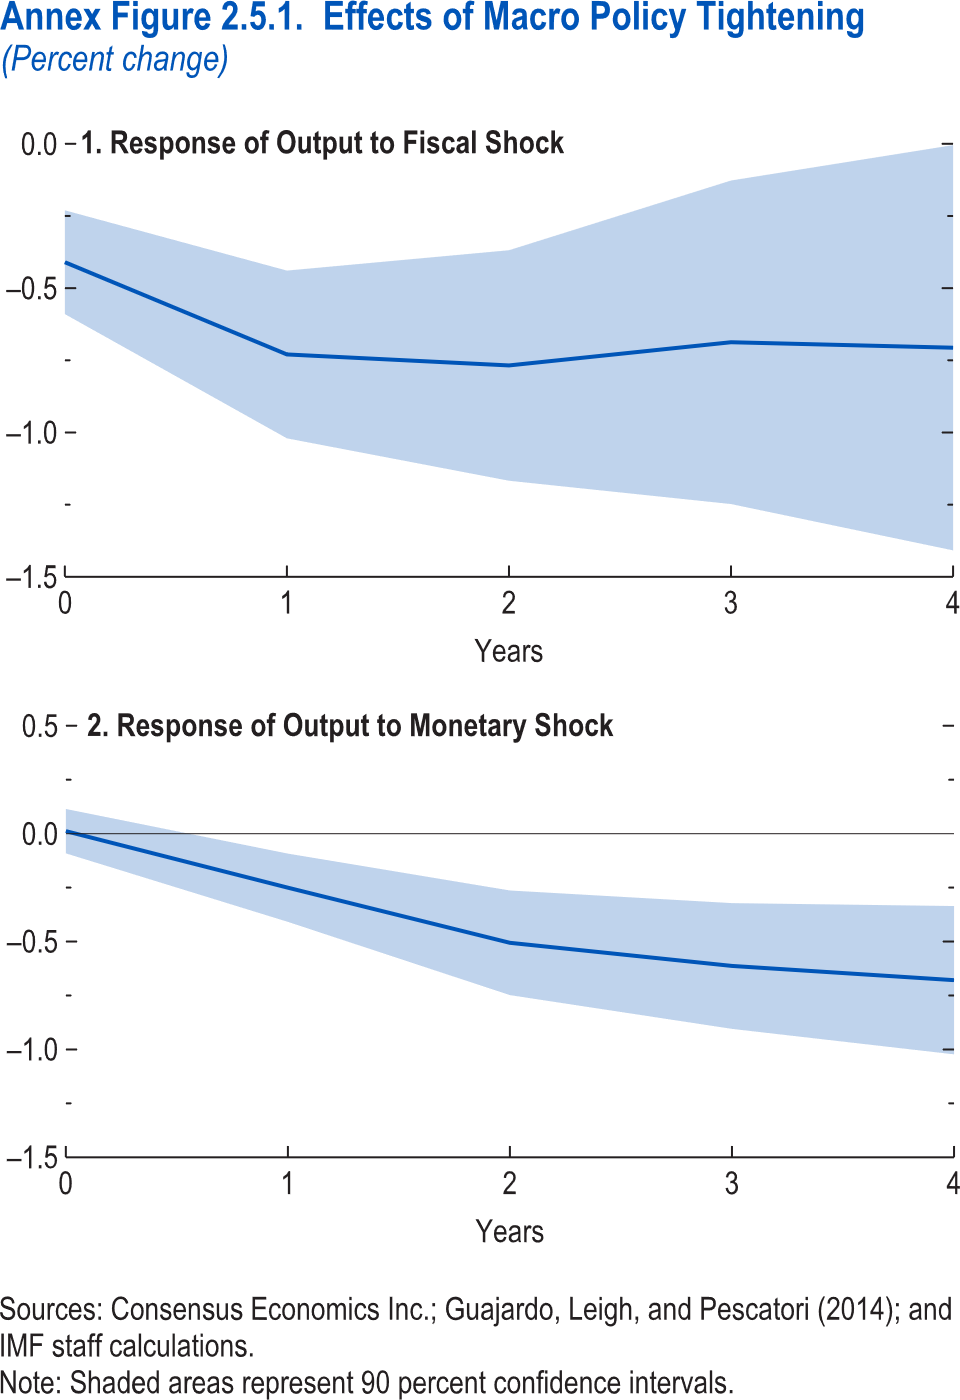 Annex Figure 2.5.1. Effects of Macro Policy Tightening
(Percent change)
0.0
1. Response of Output to Fiscal Shock
–0.5
–1.0
–1.5
0 1 2 3 4
Years
0.5
2. Response of Output to Monetary Shock
0.0
–0.5
–1.0
–1.5
0 1 2 3 4
Years
Sources: Consensus Economics Inc.; Guajardo, Leigh, and Pescatori (2014); and
IMF staff calculations.
Note: Shaded areas represent 90 percent confidence intervals.